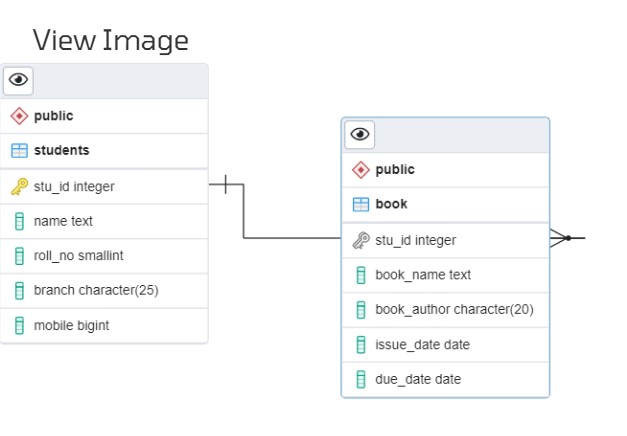 View Image
public
students
stu_id integer
name text
roll_no smallint
branch character(25)
mobile bigint
public
book
stu_id integer
book_name text
book_author character(20)
issue_date date
due_date date